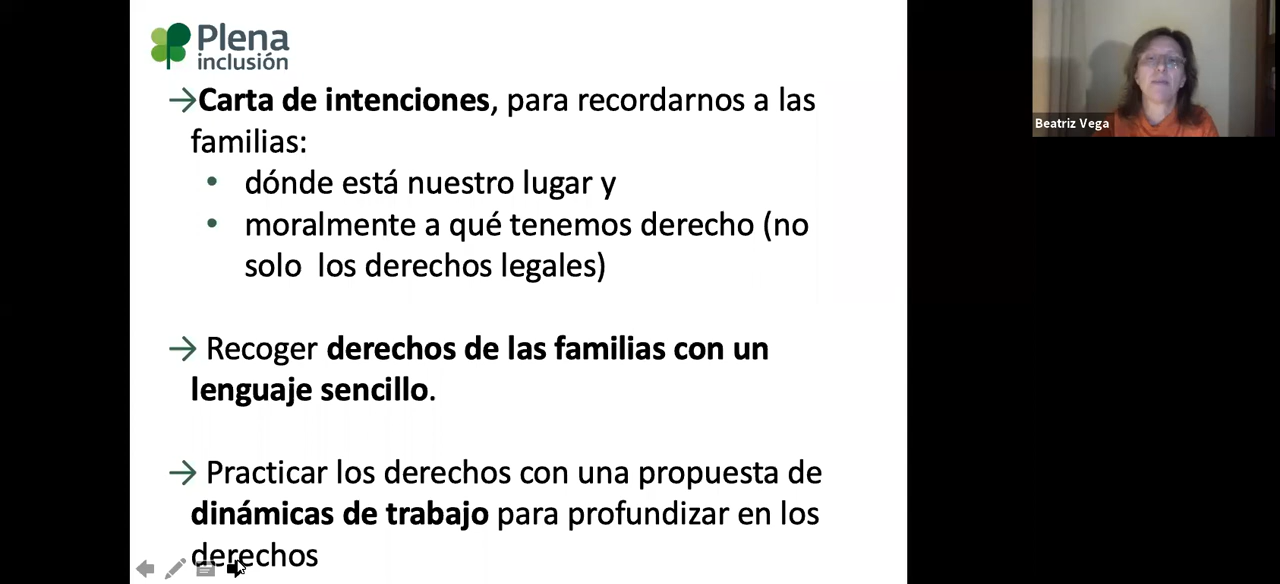 Plena
inclusión
→Carta de intenciones, para recordarnos a las
familias:
• dónde está nuestro lugar y
• moralmente a qué tenemos derecho (no
solo  los derechos legales)
→ Recoger derechos de las familias con un
lenguaje sencillo.
→ Practicar los derechos con una propuesta de
dinámicas de trabajo para profundizar en los
derechos
Beatriz Vega